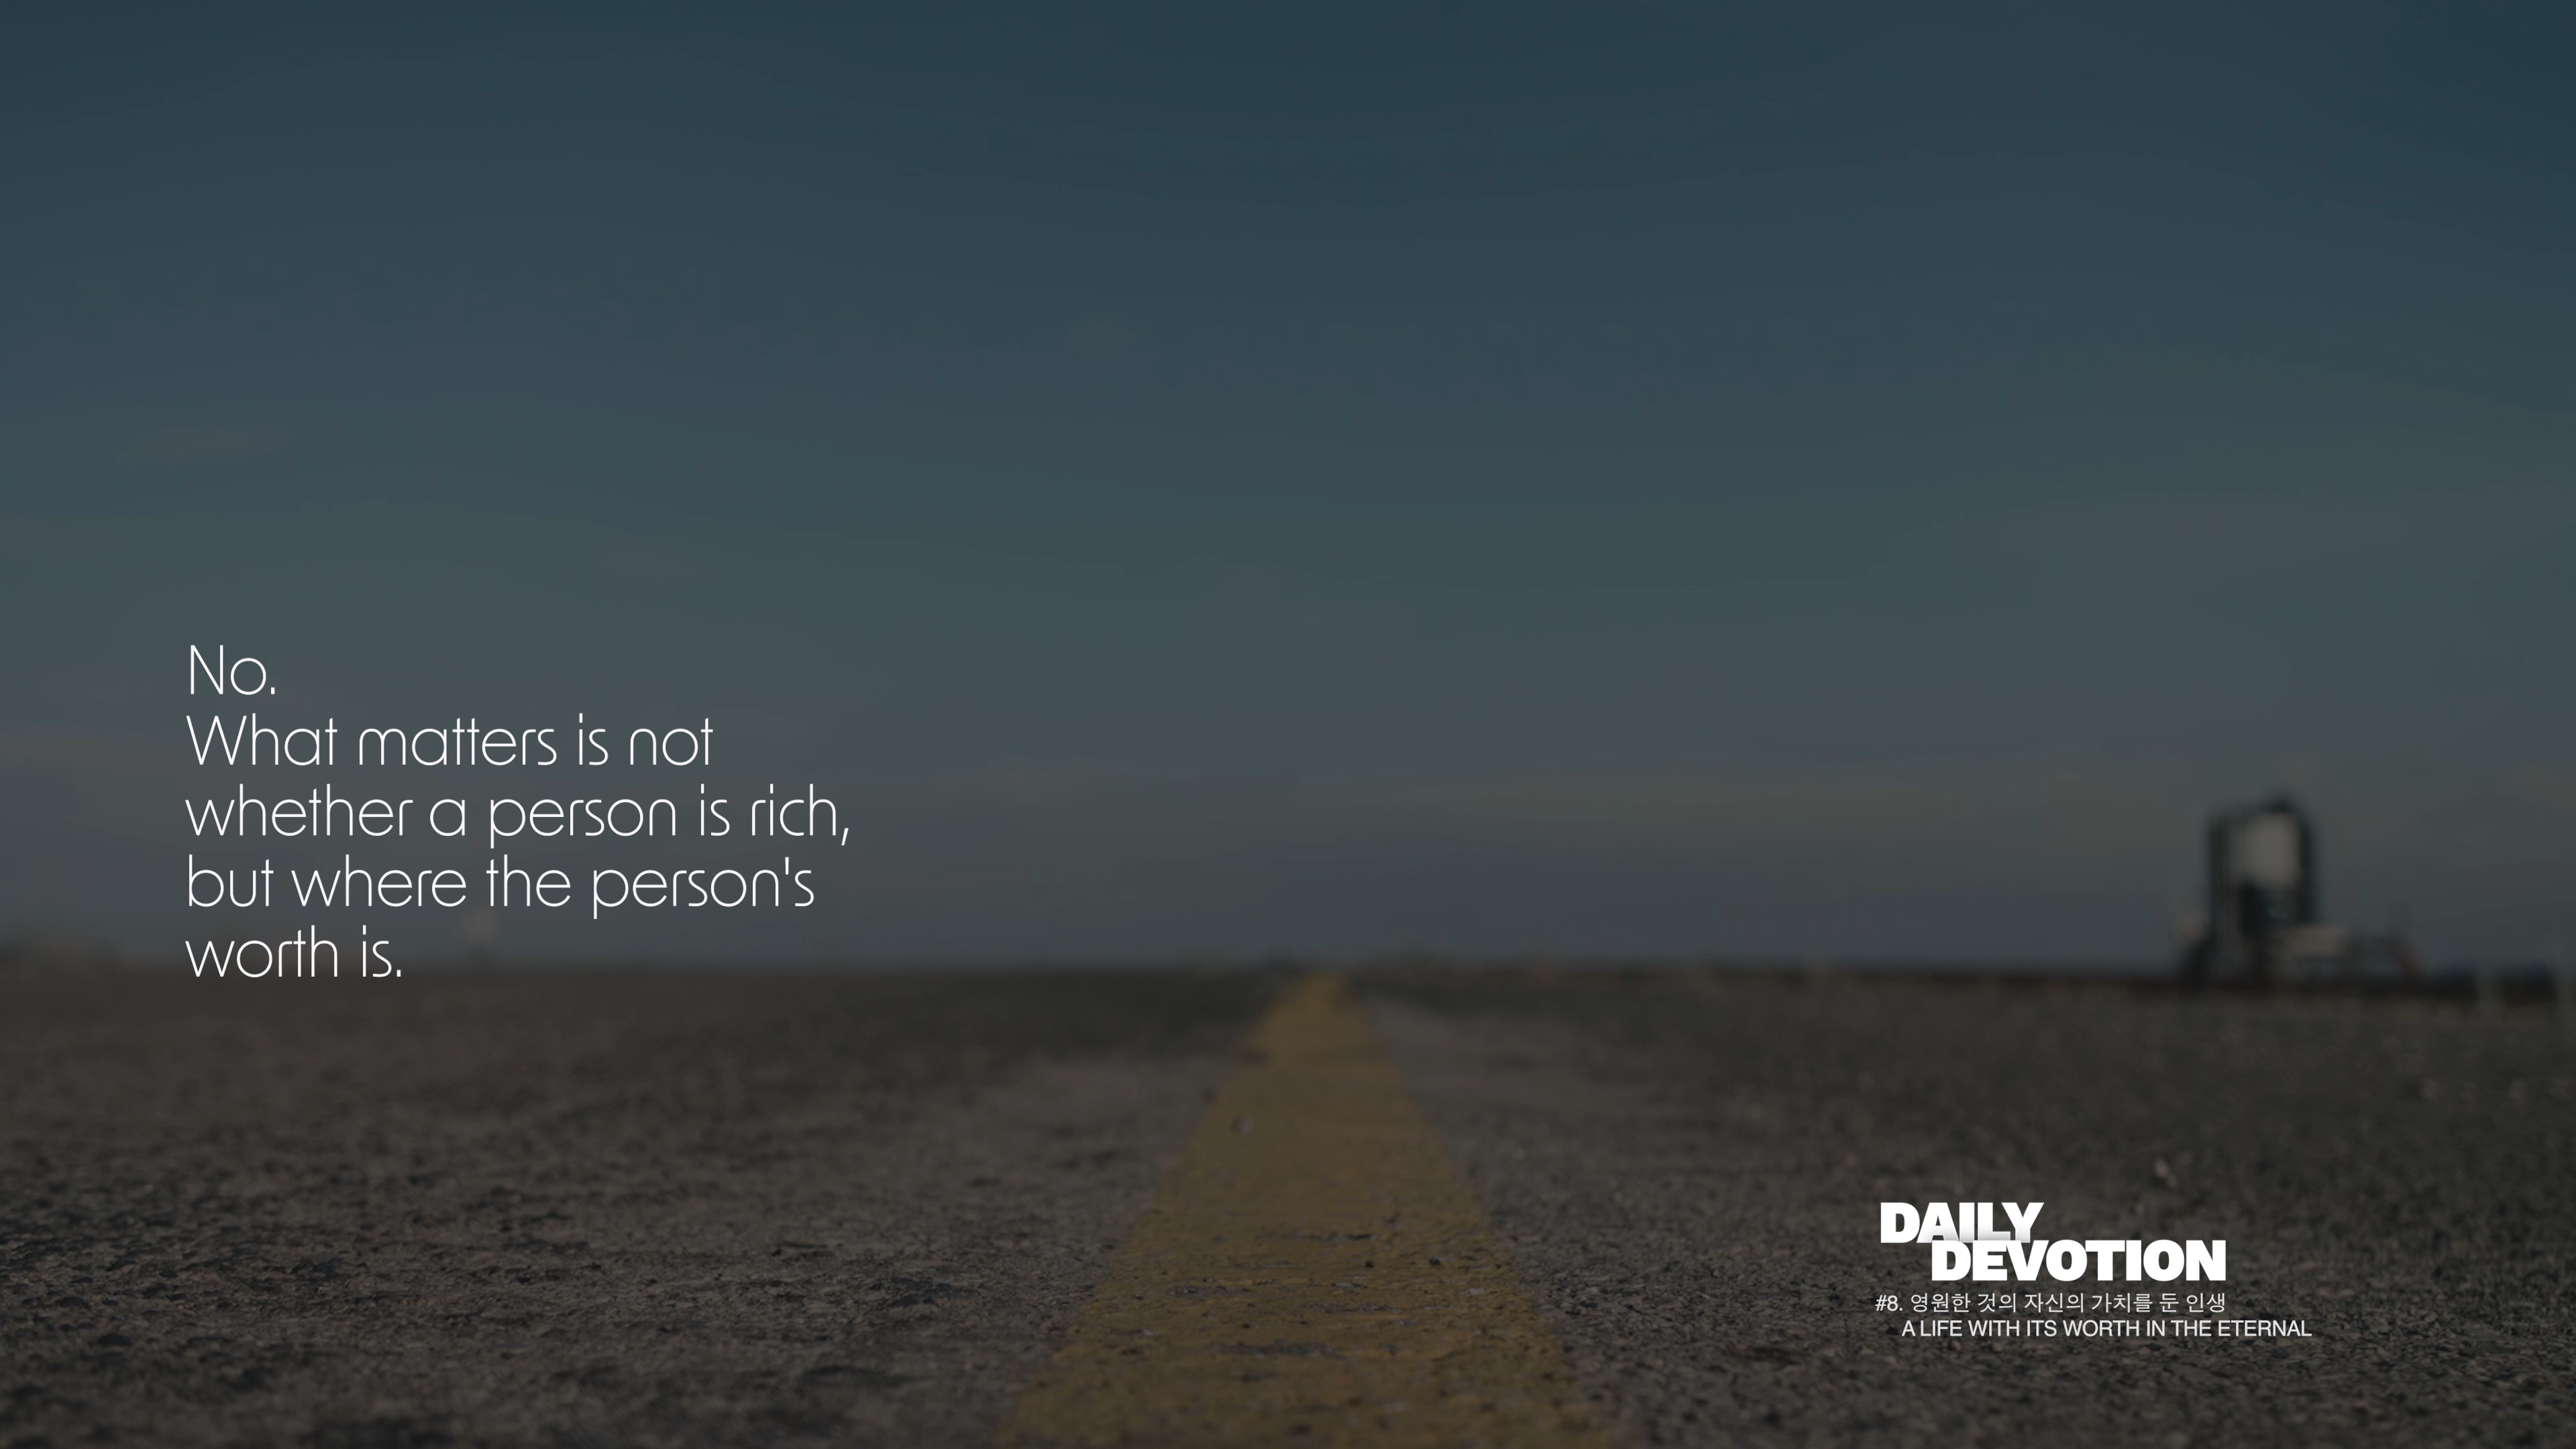 No.
What matters is not
whether a person is rich,
but where the person's
worth is.
DAILY
DEVOTION
#8. 영원한 것의 자신의 가치를 둔 인생
A LIFE WITH ITS WORTH IN THE ETERNAL